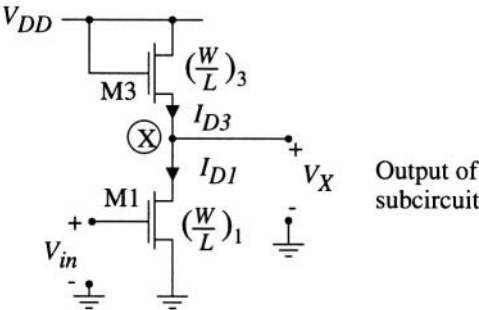 V_DD
(W/L)_3
M3
I_D3
X
+
I_D1
V_X
Output of
subcircuit
M1
+
(W/L)_1
V_in
-
-